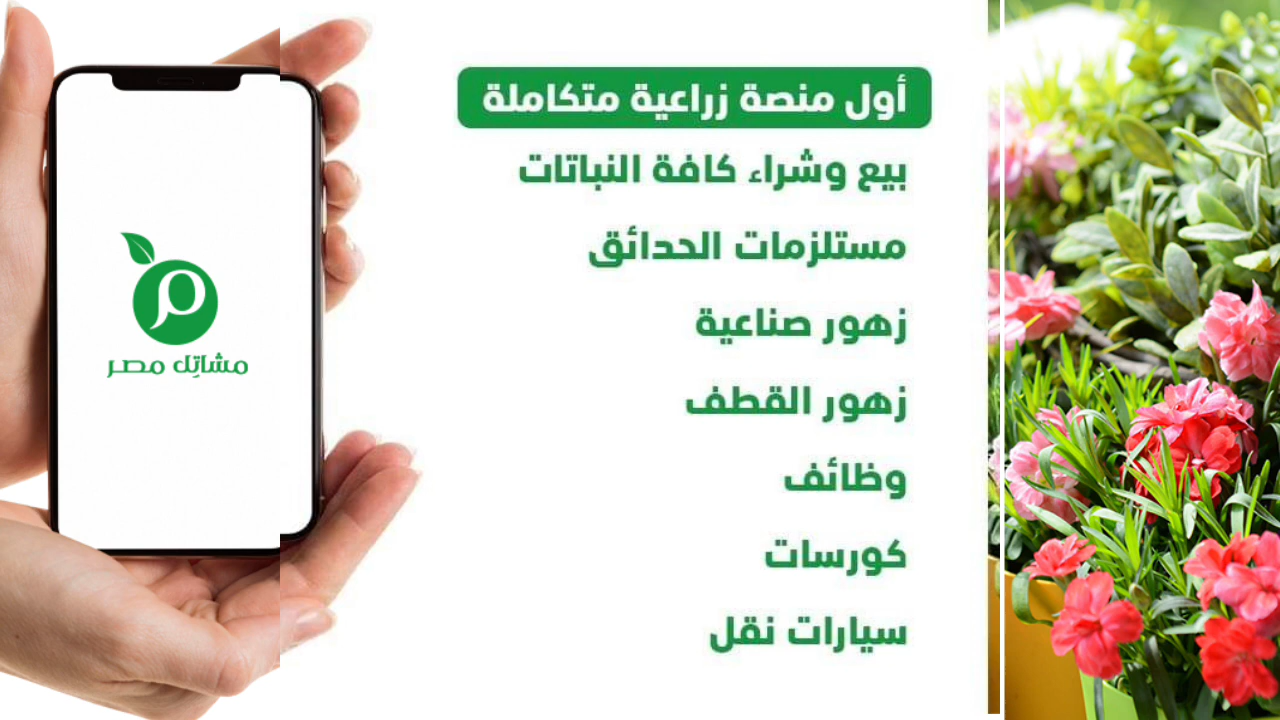 أول منصة زراعية متكاملة
بيع وشراء كافة النباتات
مستلزمات الحدائق
زهور صناعية
زهور القطف
وظائف
كورسات
سيارات نقل
م
مشاتِل مصر